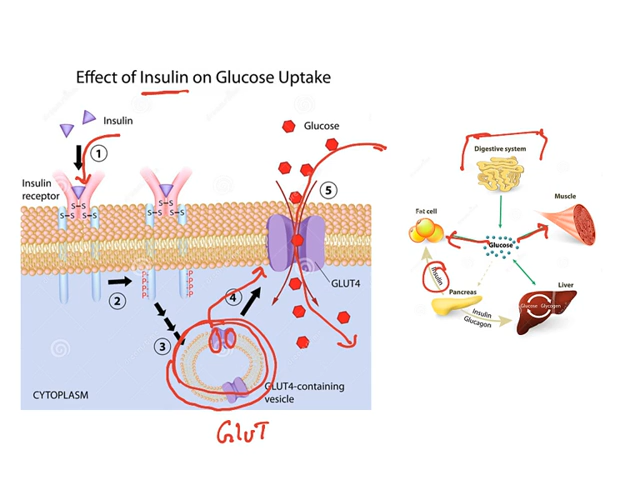 Effect of Insulin on Glucose Uptake
Insulin
1
Insulin
receptor
S-S
S-S
S-S
S-S
S-S
S-S
2
P
P
P
P
P
P
P
P
3
4
Glucose
5
GLUT4
GLUT4-containing
vesicle
CYTOPLASM
GluT
Digestive system
Fat cell
Muscle
Glucose
Insulin
Pancreas
Liver
Glucose Glycogen
Insulin
Glucagon